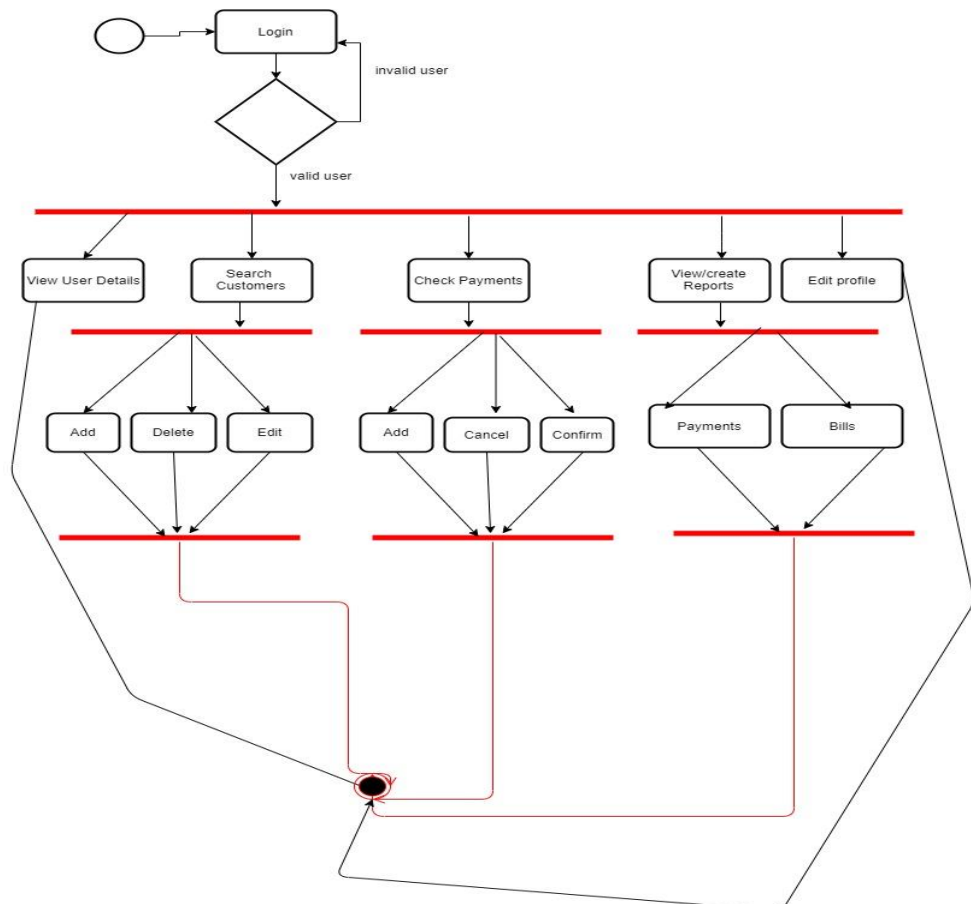 Login
invalid user
valid user
View User Details
Search
Customers
Check Payments
View/create
Reports
Edit profile
Add
Delete
Edit
Add
Cancel
Confirm
Payments
Bills